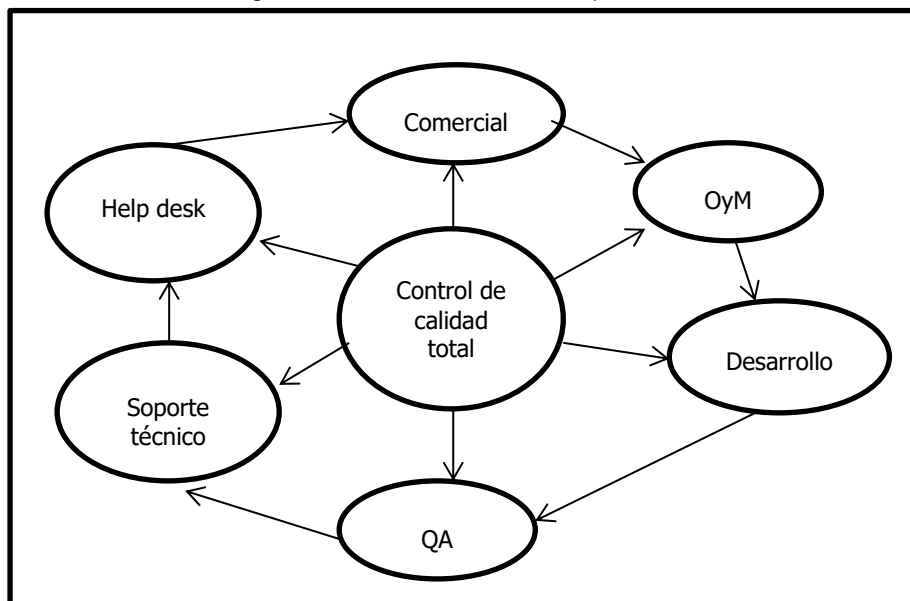 Comercial
Help desk
OyM
Control de
calidad
total
Desarrollo
Soporte
técnico
QA